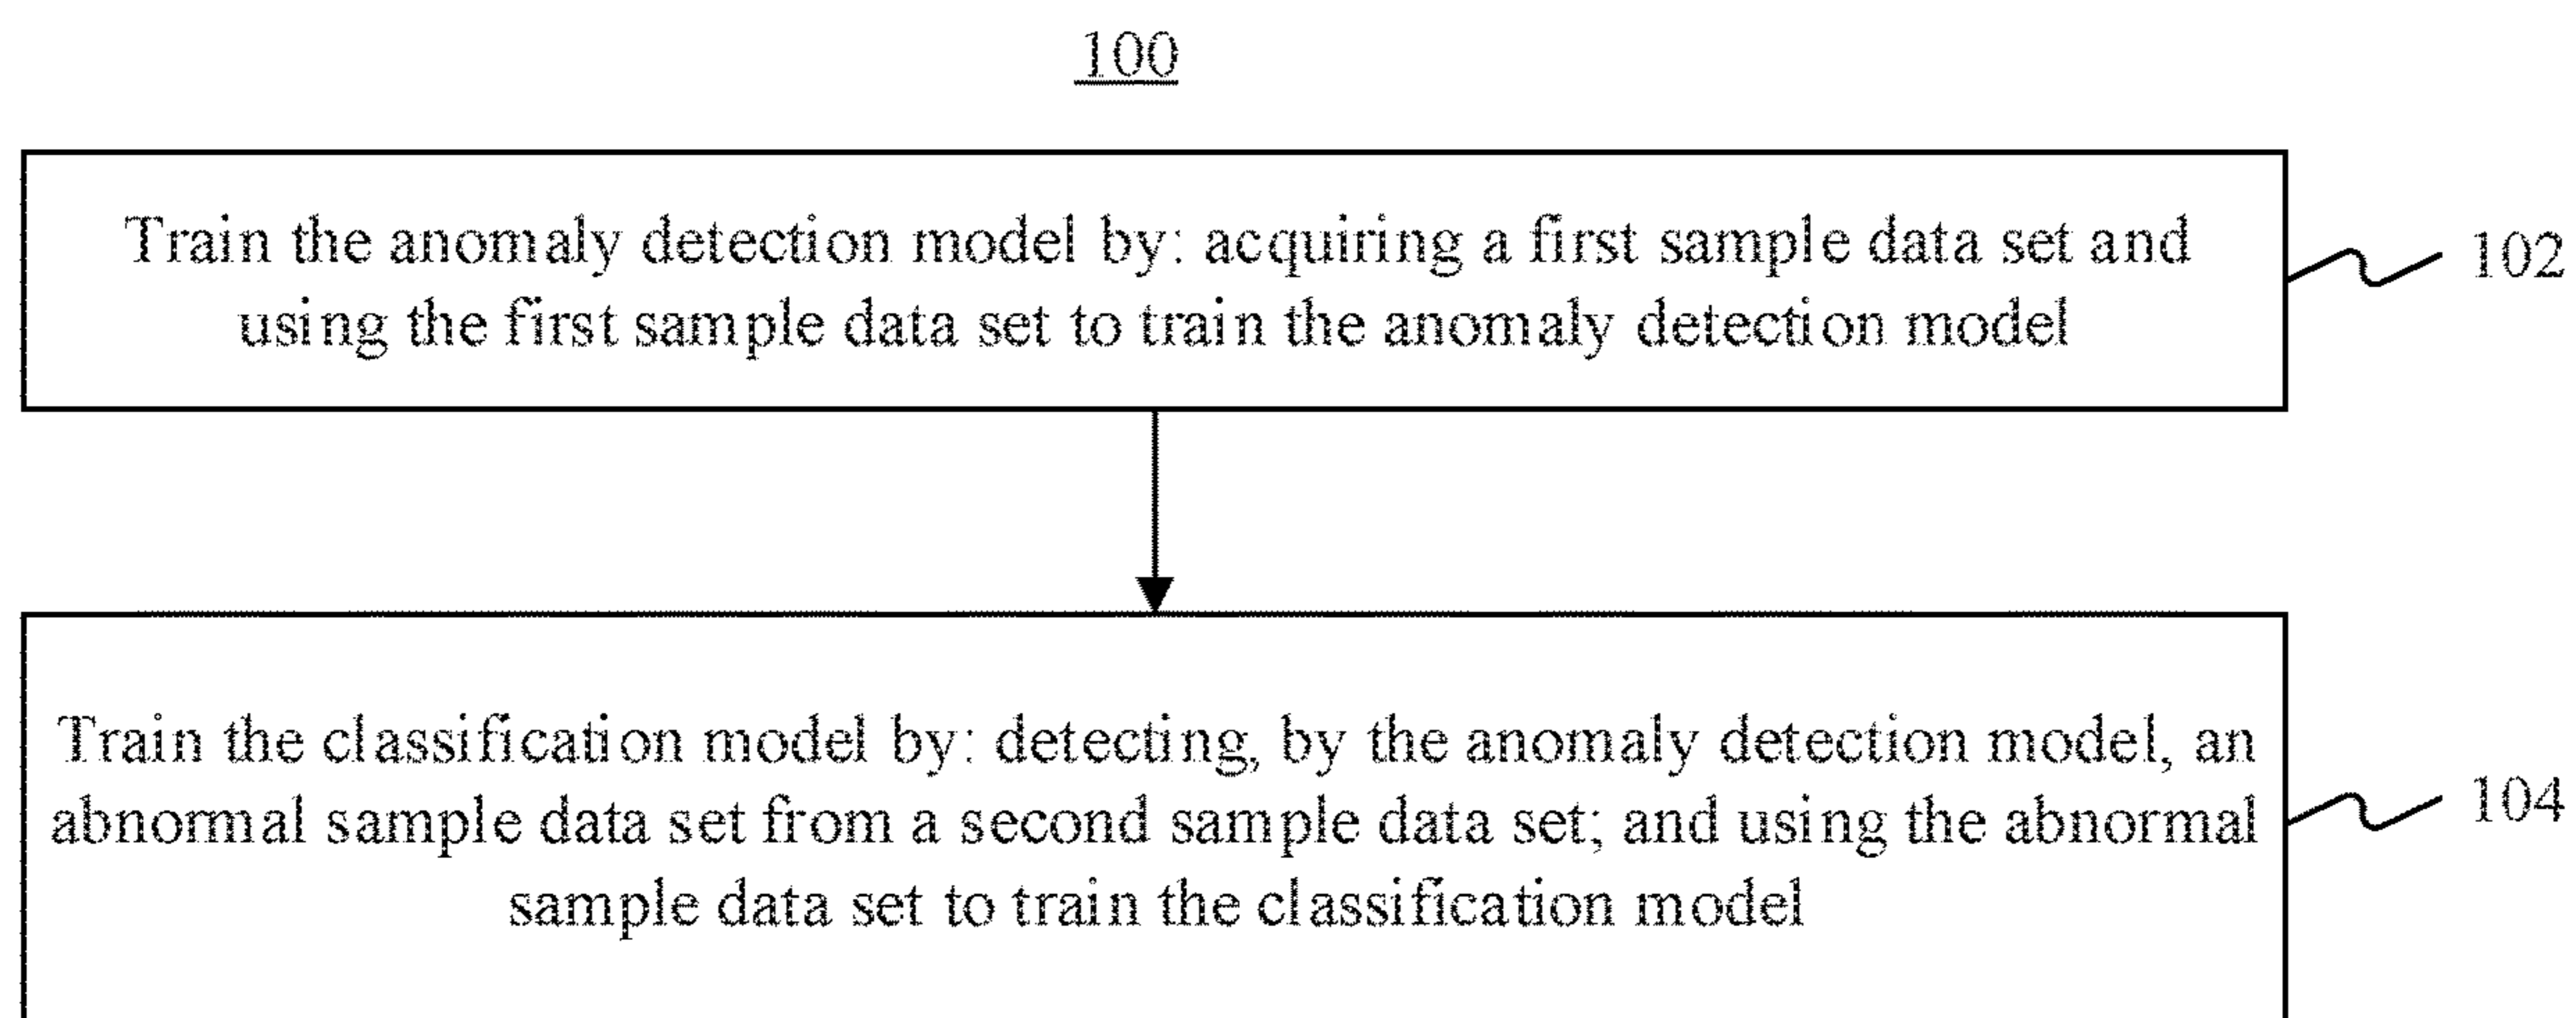 100
Train the anomaly detection model by: acquiring a first sample data set and
using the first sample data set to train the anomaly detection model
102
Train the classification model by: detecting, by the anomaly detection model, an
abnormal sample data set from a second sample data set; and using the abnormal
sample data set to train the classification model
104